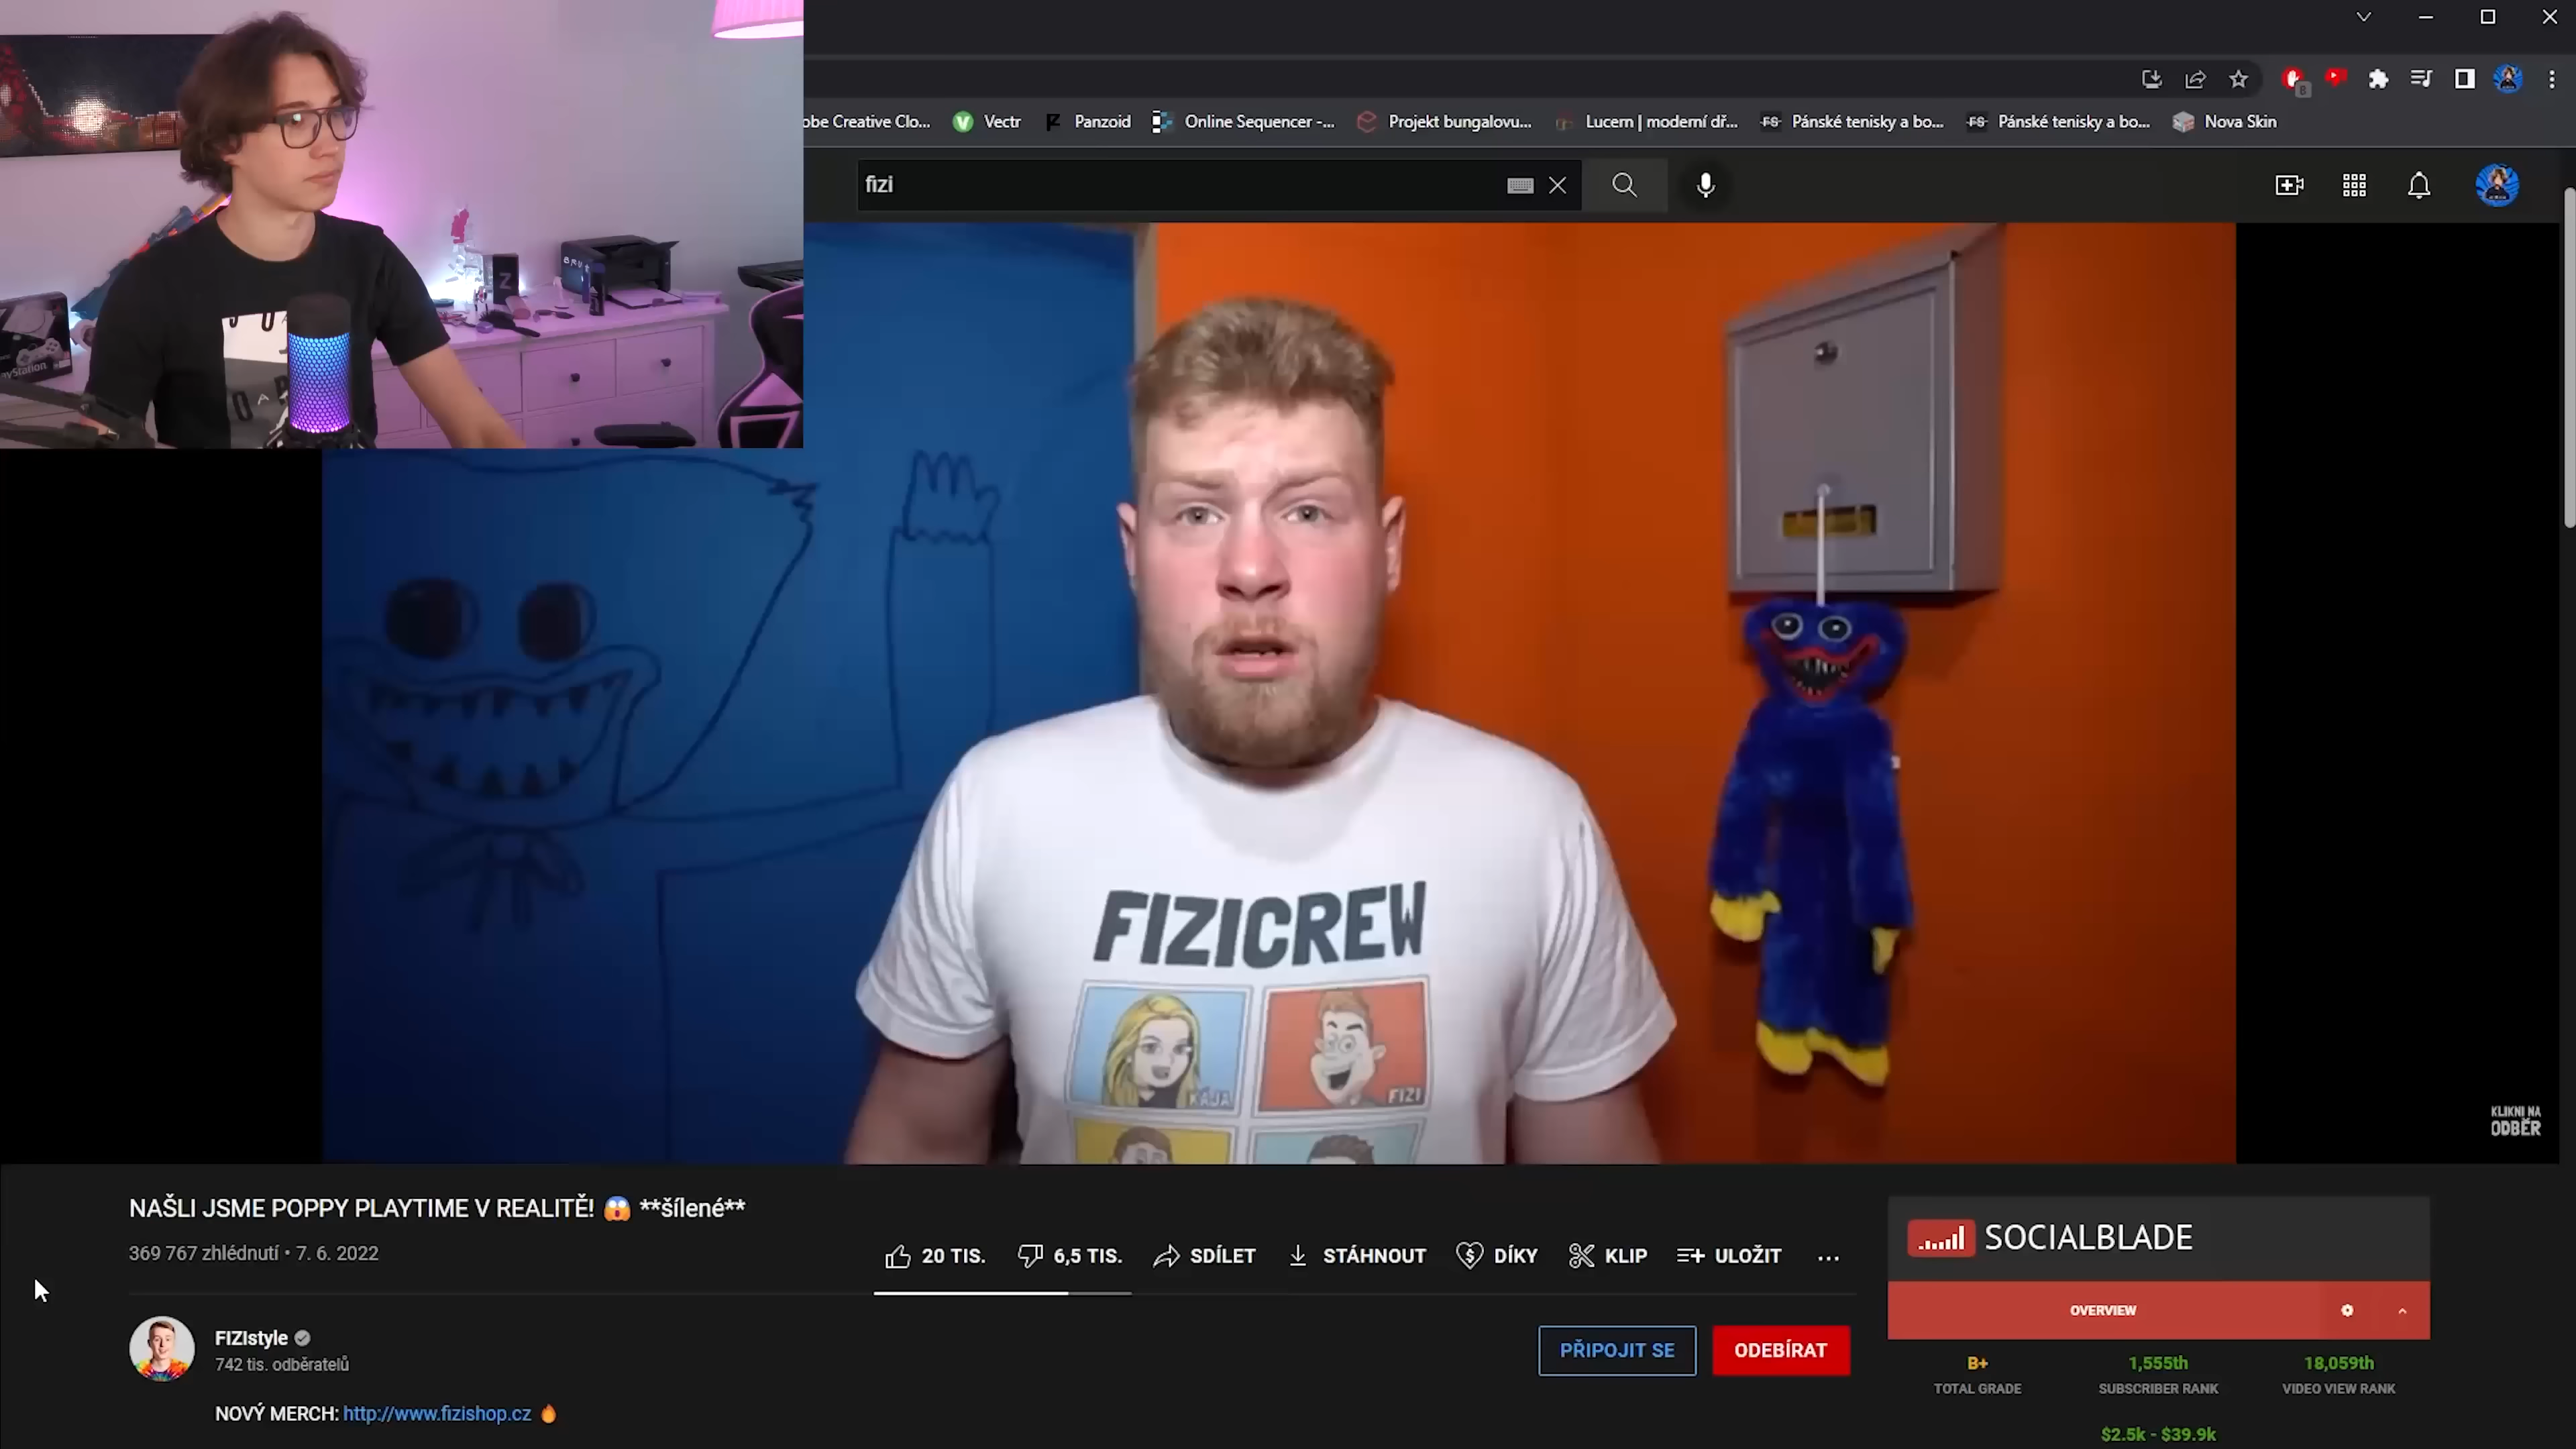 obe Creative Clo...
Vectr
Panzoid
Online Sequencer -...
Projekt bungalovu...
Lucern | moderní dř...
FS
Pánské tenisky a bo...
FS
Pánské tenisky a bo...
Nova Skin
8
fizi
Z
ayStation
FIZICREW
KÁJA
FIZI
KLIKNI NA
ODBĚR
NAŠLI JSME POPPY PLAYTIME V REALITĚ! 😱 **šílené**
369 767 zhlédnutí • 7. 6. 2022
20 TIS.
6,5 TIS.
SDÍLET
STÁHNOUT
DÍKY
KLIP
ULOŽIT
FIZIstyle
742 tis. odběratelů
PŘIPOJIT SE
ODEBÍRAT
NOVÝ MERCH: http://www.fizishop.cz 🔥
SOCIALBLADE
OVERVIEW
B+
1,555th
18,059th
TOTAL GRADE
SUBSCRIBER RANK
VIDEO VIEW RANK
$2.5k - $39.9k